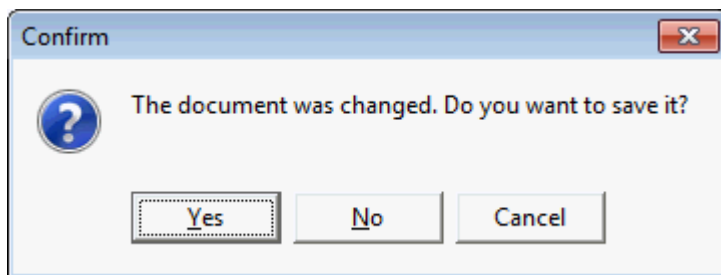 Confirm
The document was changed. Do you want to save it?
Yes
No
Cancel